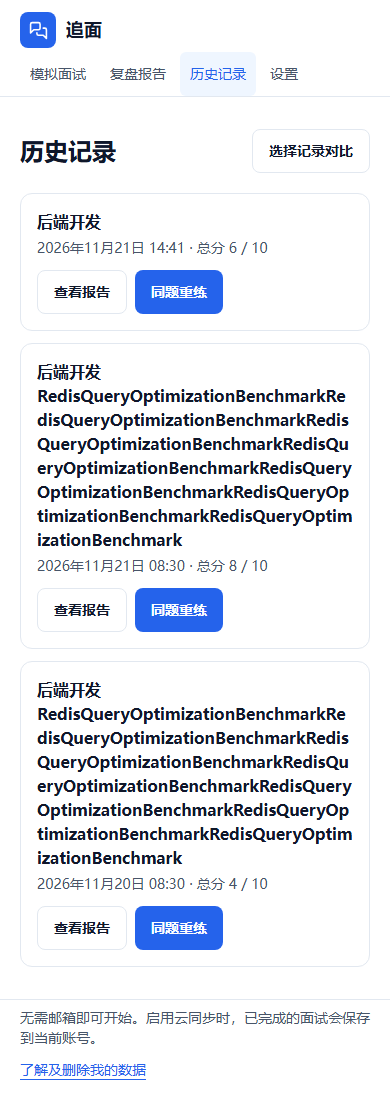 追面
模拟面试 复盘报告 历史记录 设置
历史记录
选择记录对比
后端开发
2026年11月21日 14:41 · 总分 6 / 10
查看报告 同题重练
后端开发
RedisQueryOptimizationBenchmarkRe
disQueryOptimizationBenchmarkRedis
QueryOptimizationBenchmarkRedisQu
eryOptimizationBenchmarkRedisQuery
OptimizationBenchmarkRedisQueryOp
timizationBenchmarkRedisQueryOptim
izationBenchmark
2026年11月21日 08:30 · 总分 8 / 10
查看报告 同题重练
后端开发
RedisQueryOptimizationBenchmarkRe
disQueryOptimizationBenchmarkRedis
QueryOptimizationBenchmarkRedisQu
eryOptimizationBenchmarkRedisQuery
OptimizationBenchmarkRedisQueryOp
timizationBenchmarkRedisQueryOptim
izationBenchmark
2026年11月20日 08:30 · 总分 4 / 10
查看报告 同题重练
无需邮箱即可开始。启用云同步时，已完成的面试会保存
到当前账号。
了解及删除我的数据